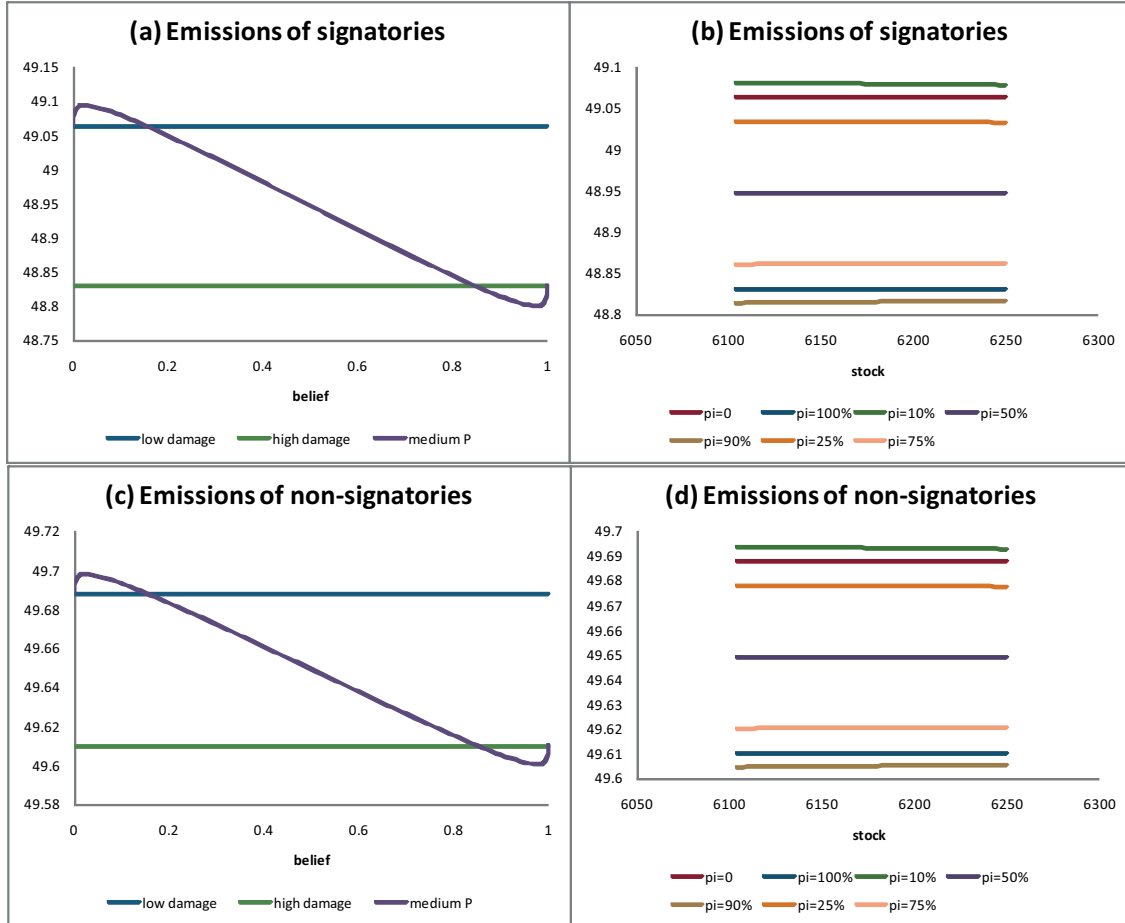 (a) Emissions of signatories
49.15
49.1
49.05
49
48.95
48.9
48.85
48.8
48.75
0 0.2 0.4 0.6 0.8 1
belief
low damage high damage medium P
(b) Emissions of signatories
49.1
49.05
49
48.95
48.9
48.85
48.8
6050 6100 6150 6200 6250 6300
stock
pi=0 pi=100% pi=10% pi=50%
pi=90% pi=25% pi=75%
(c) Emissions of non-signatories
49.72
49.7
49.68
49.66
49.64
49.62
49.6
49.58
0 0.2 0.4 0.6 0.8 1
belief
low damage high damage medium P
(d) Emissions of non-signatories
49.7
49.69
49.68
49.67
49.66
49.65
49.64
49.63
49.62
49.61
49.6
6050 6100 6150 6200 6250 6300
stock
pi=0 pi=100% pi=10% pi=50%
pi=90% pi=25% pi=75%